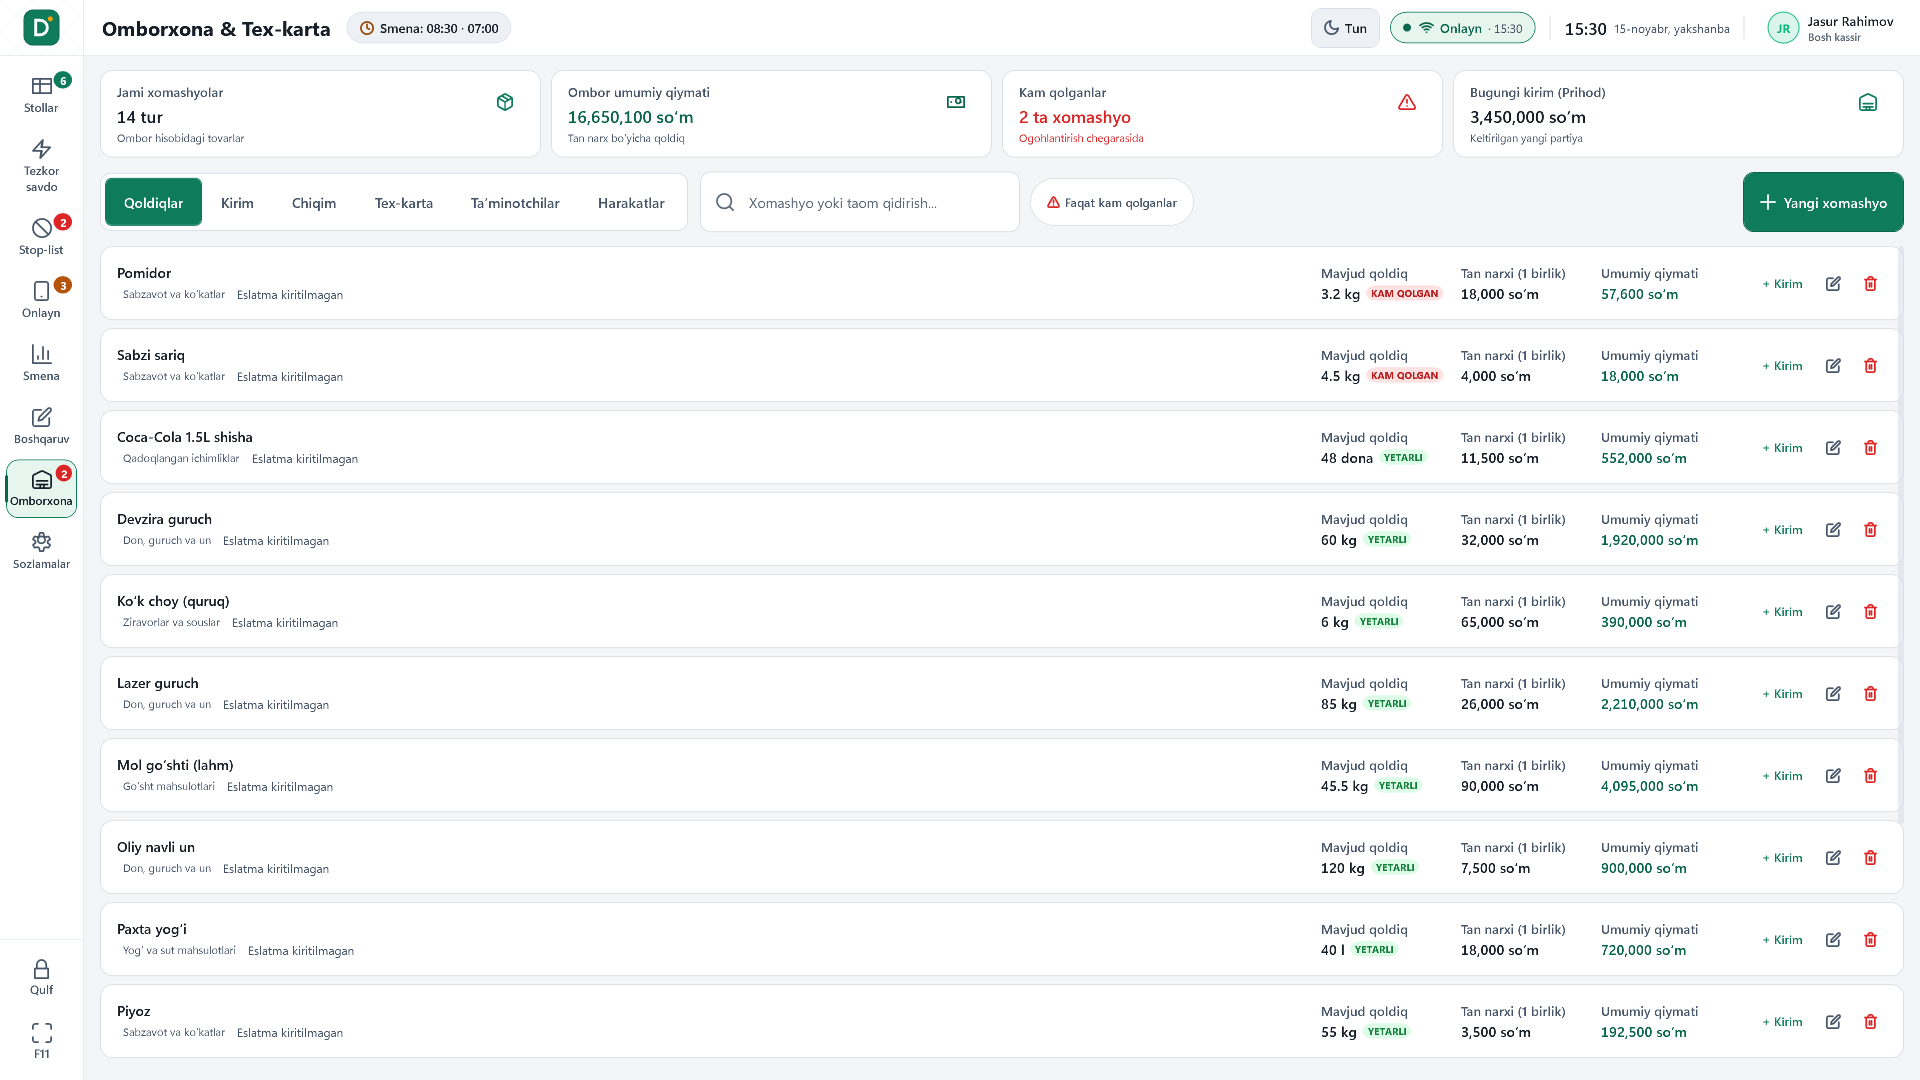 D
Omborxona & Tex-karta
Smena: 08:30 · 07:00
Tun
Onlayn · 15:30
15:30 15-noyabr, yakshanba
JR
Jasur Rahimov
Bosh kassir
6
Stollar
Tezkor
savdo
2
Stop-list
3
Onlayn
Smena
Boshqaruv
2
Omborxona
Sozlamalar
Qulf
F11
Jami xomashyolar
14 tur
Ombor hisobidagi tovarlar
Ombor umumiy qiymati
16,650,100 so‘m
Tan narx bo‘yicha qoldiq
Kam qolganlar
2 ta xomashyo
Ogohlantirish chegarasida
Bugungi kirim (Prihod)
3,450,000 so‘m
Keltirilgan yangi partiya
Qoldiqlar Kirim Chiqim Tex-karta Ta’minotchilar Harakatlar
Xomashyo yoki taom qidirish...
Faqat kam qolganlar
+ Yangi xomashyo
Pomidor
Sabzavot va ko‘katlar Eslatma kiritilmagan
Mavjud qoldiq Tan narxi (1 birlik) Umumiy qiymati
3.2 kg KAM QOLGAN 18,000 so‘m 57,600 so‘m
+ Kirim
Sabzi sariq
Sabzavot va ko‘katlar Eslatma kiritilmagan
Mavjud qoldiq Tan narxi (1 birlik) Umumiy qiymati
4.5 kg KAM QOLGAN 4,000 so‘m 18,000 so‘m
+ Kirim
Coca-Cola 1.5L shisha
Qadoqlangan ichimliklar Eslatma kiritilmagan
Mavjud qoldiq Tan narxi (1 birlik) Umumiy qiymati
48 dona YETARLI 11,500 so‘m 552,000 so‘m
+ Kirim
Devzira guruch
Don, guruch va un Eslatma kiritilmagan
Mavjud qoldiq Tan narxi (1 birlik) Umumiy qiymati
60 kg YETARLI 32,000 so‘m 1,920,000 so‘m
+ Kirim
Ko‘k choy (quruq)
Ziravorlar va souslar Eslatma kiritilmagan
Mavjud qoldiq Tan narxi (1 birlik) Umumiy qiymati
6 kg YETARLI 65,000 so‘m 390,000 so‘m
+ Kirim
Lazer guruch
Don, guruch va un Eslatma kiritilmagan
Mavjud qoldiq Tan narxi (1 birlik) Umumiy qiymati
85 kg YETARLI 26,000 so‘m 2,210,000 so‘m
+ Kirim
Mol go‘shti (lahm)
Go‘sht mahsulotlari Eslatma kiritilmagan
Mavjud qoldiq Tan narxi (1 birlik) Umumiy qiymati
45.5 kg YETARLI 90,000 so‘m 4,095,000 so‘m
+ Kirim
Oliy navli un
Don, guruch va un Eslatma kiritilmagan
Mavjud qoldiq Tan narxi (1 birlik) Umumiy qiymati
120 kg YETARLI 7,500 so‘m 900,000 so‘m
+ Kirim
Paxta yog‘i
Yog‘ va sut mahsulotlari Eslatma kiritilmagan
Mavjud qoldiq Tan narxi (1 birlik) Umumiy qiymati
40 l YETARLI 18,000 so‘m 720,000 so‘m
+ Kirim
Piyoz
Sabzavot va ko‘katlar Eslatma kiritilmagan
Mavjud qoldiq Tan narxi (1 birlik) Umumiy qiymati
55 kg YETARLI 3,500 so‘m 192,500 so‘m
+ Kirim